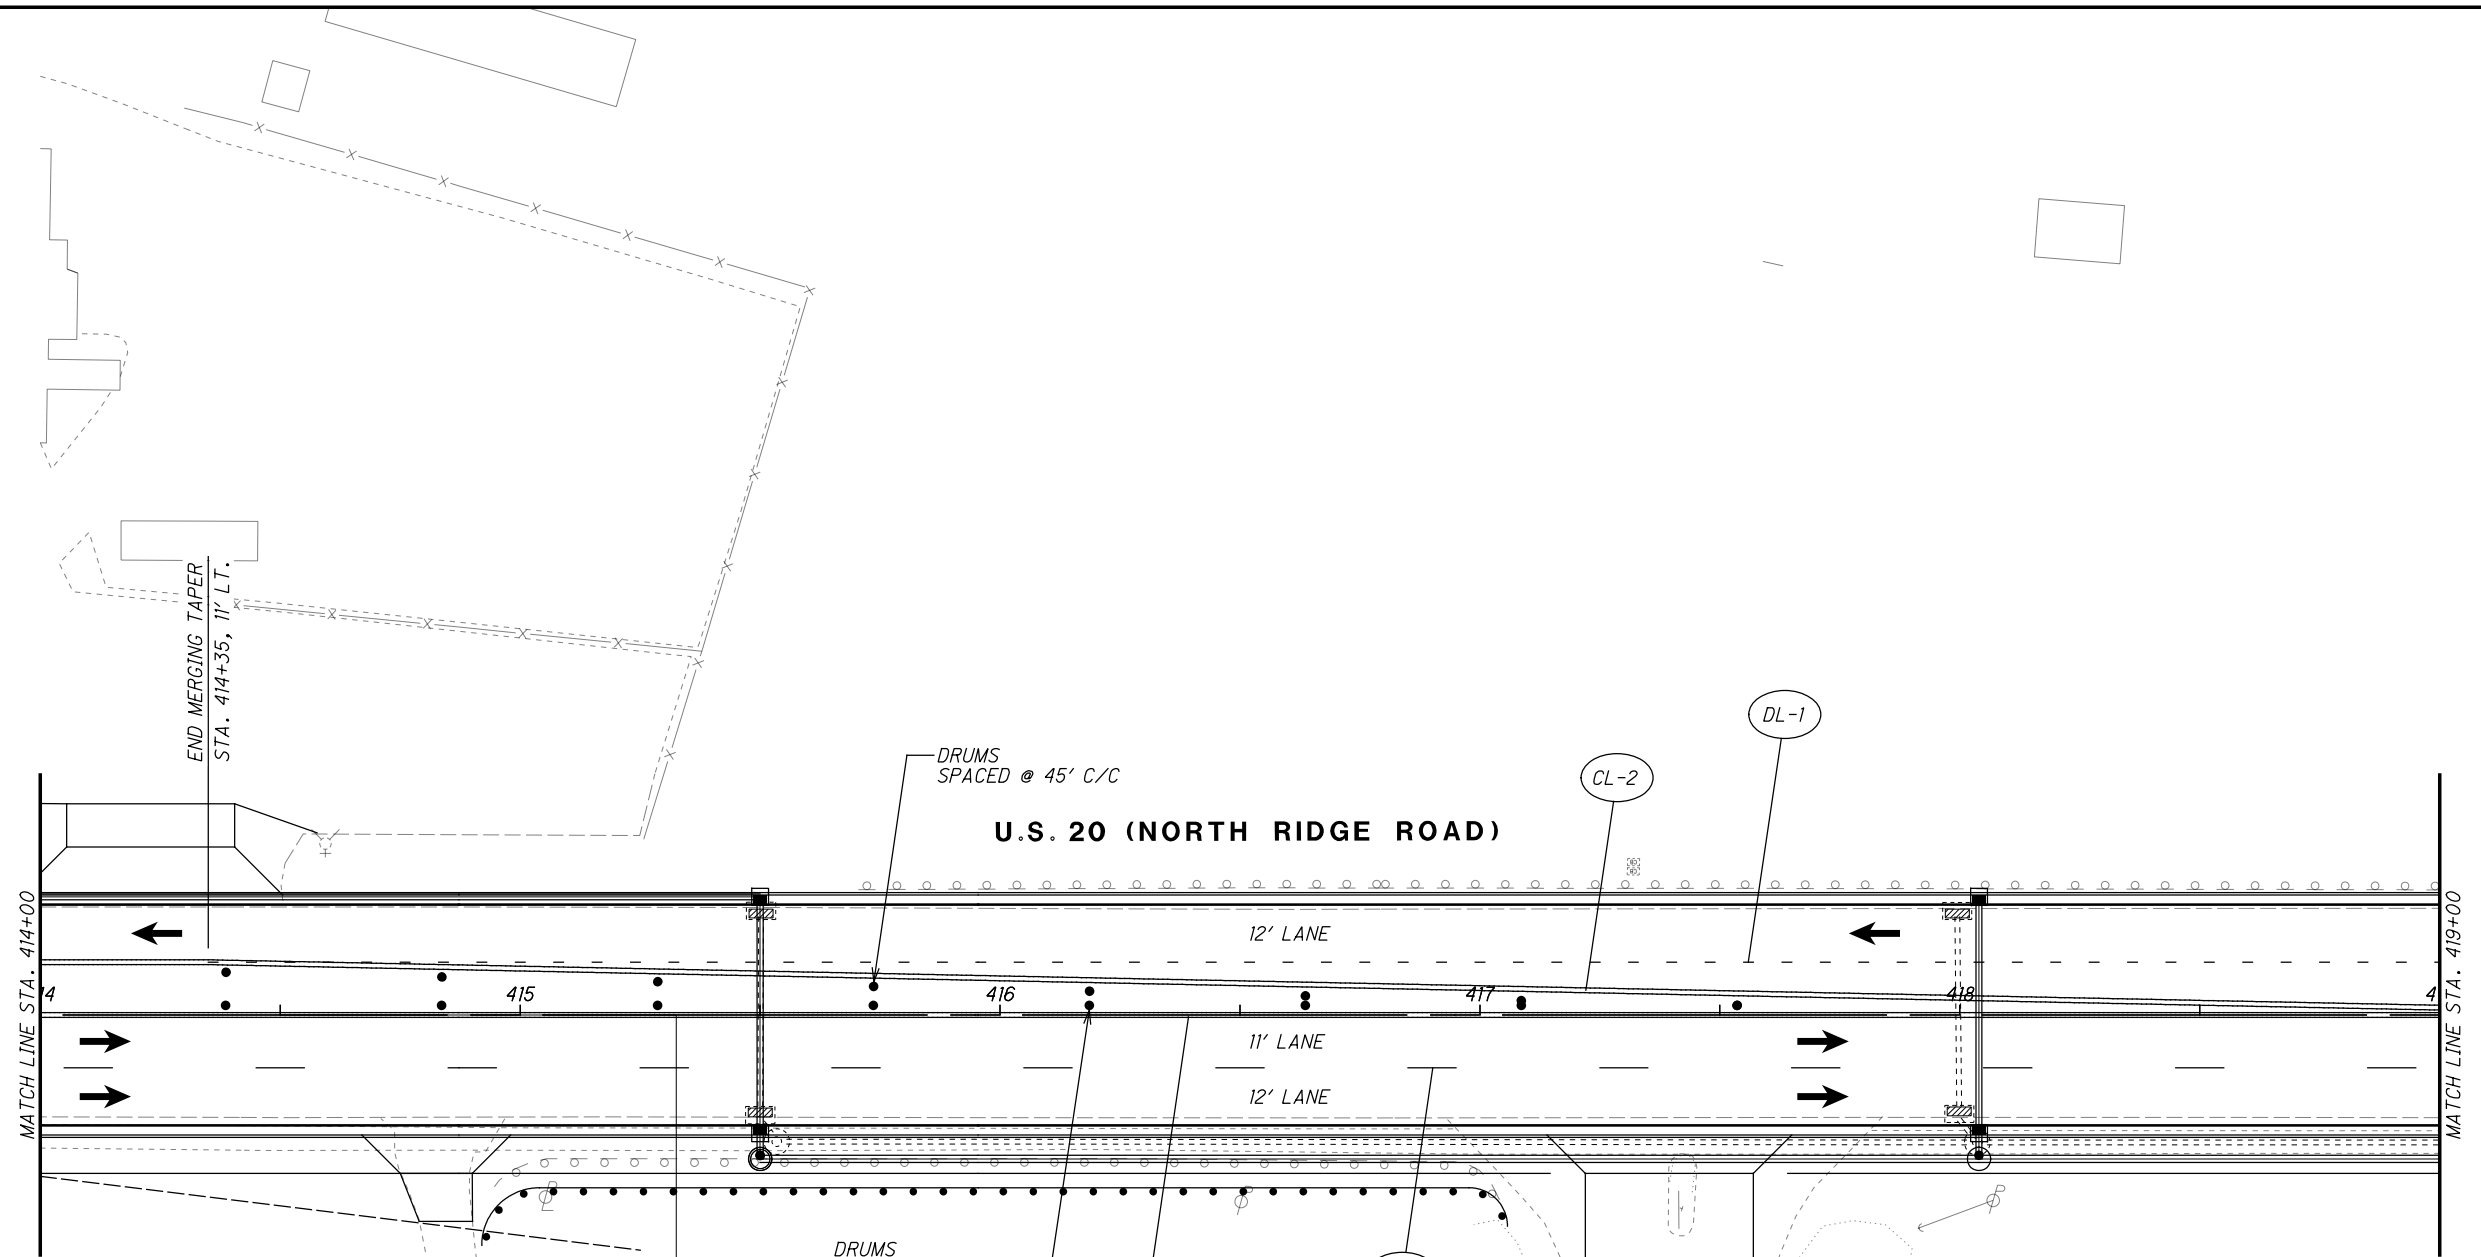 END MERGING TAPER
STA. 414+35, 11' LT.
DRUMS
SPACED @ 45' C/C
DL-1
CL-2
U.S. 20 (NORTH RIDGE ROAD)
MATCH LINE STA. 414+00
MATCH LINE STA. 419+00
12' LANE
14
415
416
417
418
4
11' LANE
12' LANE
P
P
P
DRUMS